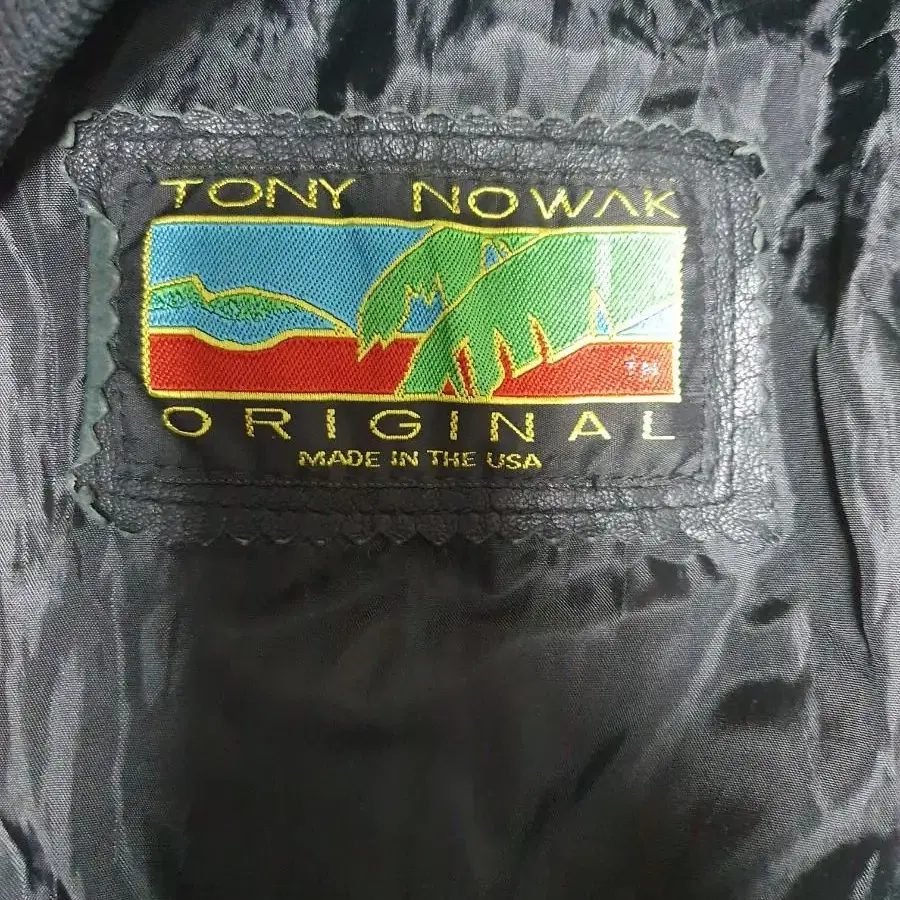 TONY NOWAK
TM
ORIGINAL
MADE IN THE USA